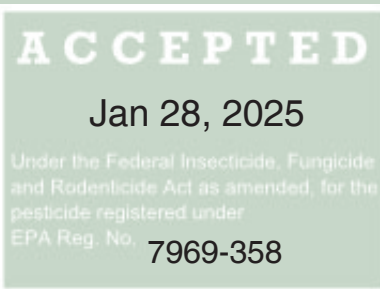 ACCEPTED
Jan 28, 2025
Under the Federal Insecticide, Fungicide
and Rodenticide Act as amended, for the
pesticide registered under
EPA Reg. No. 7969-358